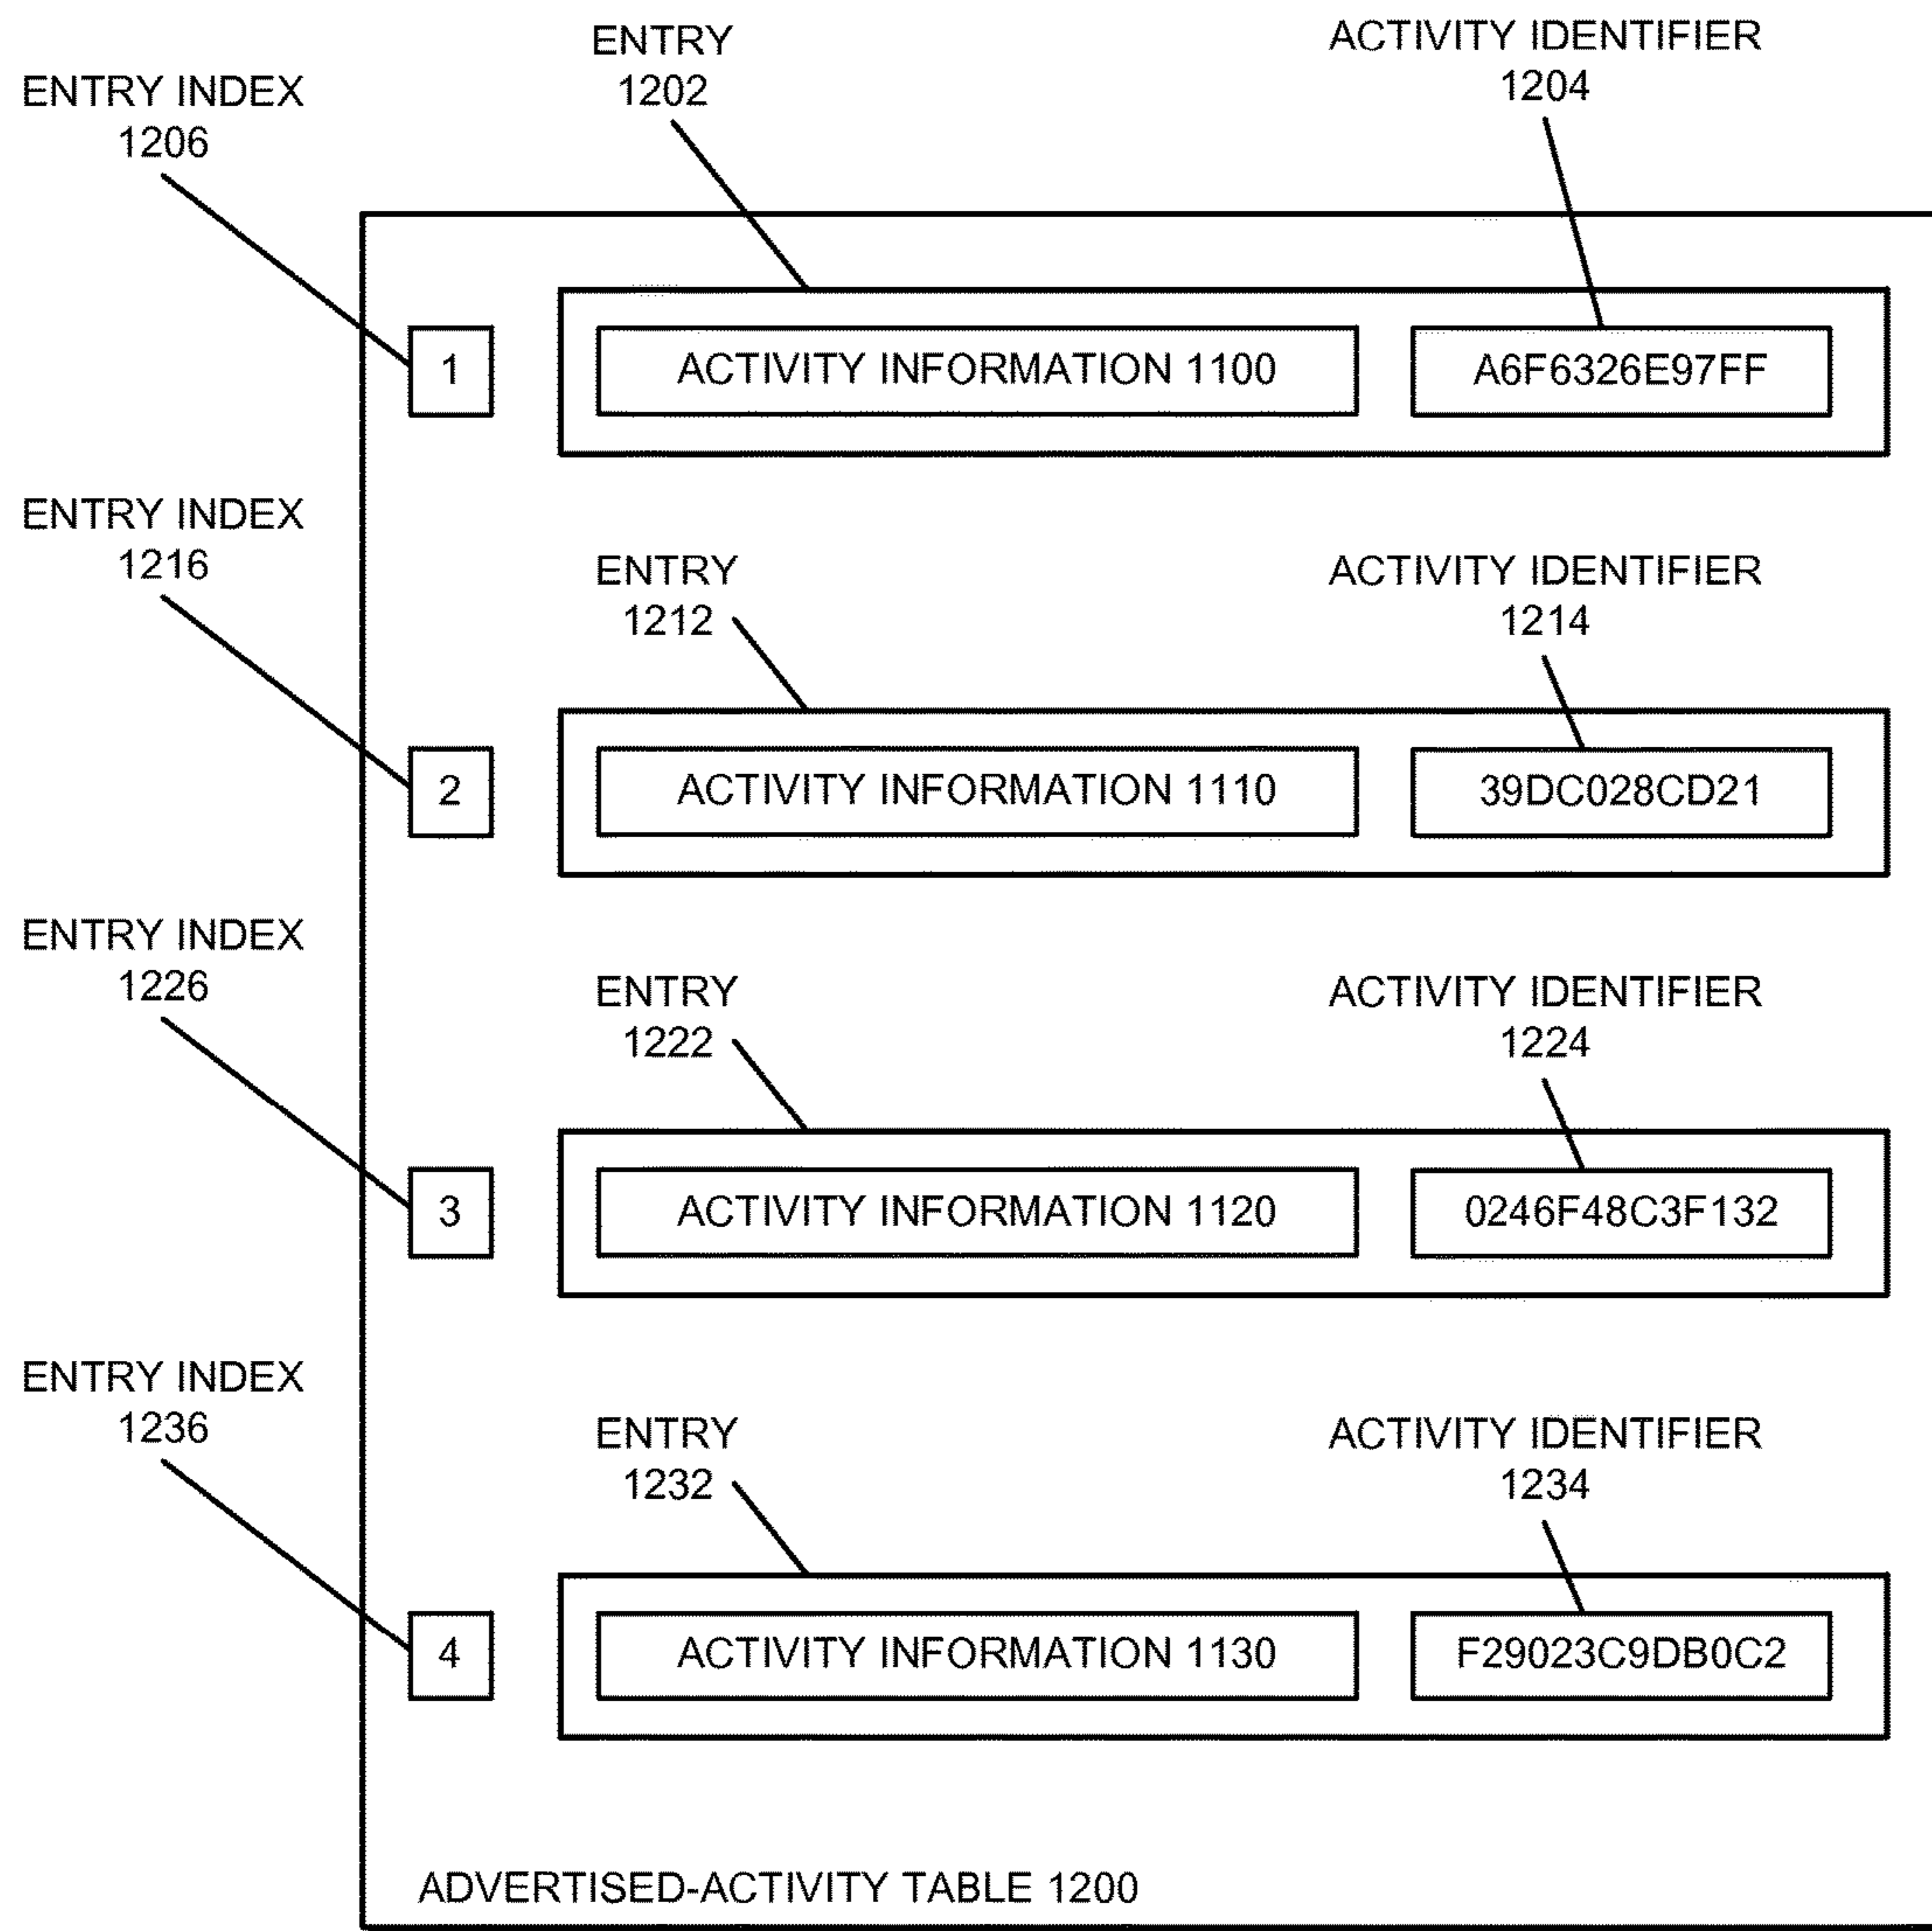 ENTRY
1202
ACTIVITY IDENTIFIER
1204
ENTRY INDEX
1206
1
ACTIVITY INFORMATION 1100
A6F6326E97FF
ENTRY INDEX
1216
ENTRY
1212
ACTIVITY IDENTIFIER
1214
2
ACTIVITY INFORMATION 1110
39DC028CD21
ENTRY INDEX
1226
ENTRY
1222
ACTIVITY IDENTIFIER
1224
3
ACTIVITY INFORMATION 1120
0246F48C3F132
ENTRY INDEX
1236
ENTRY
1232
ACTIVITY IDENTIFIER
1234
4
ACTIVITY INFORMATION 1130
F29023C9DB0C2
ADVERTISED-ACTIVITY TABLE 1200